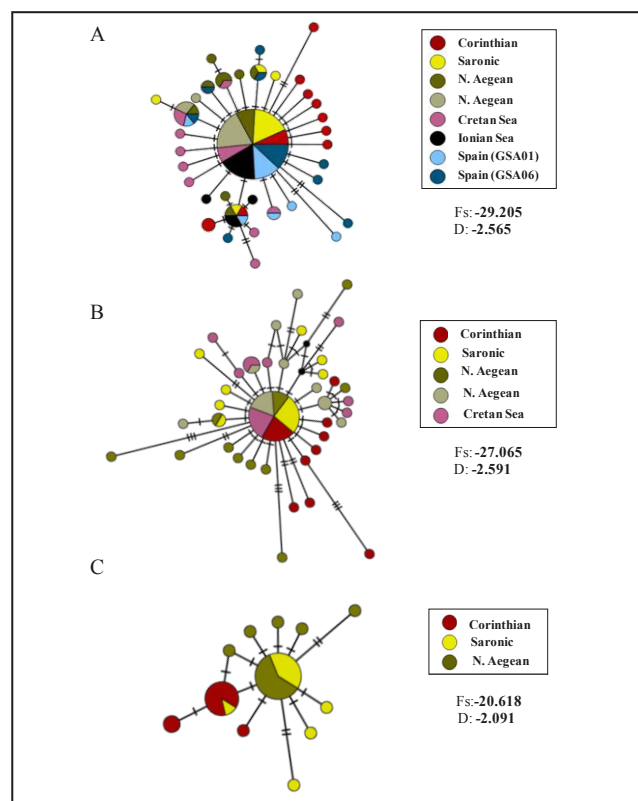 A
Corinthian
Saronic
N. Aegean
N. Aegean
Cretan Sea
Ionian Sea
Spain (GSA01)
Spain (GSA06)
Fs: -29.205
D: -2.565
B
Corinthian
Saronic
N. Aegean
N. Aegean
Cretan Sea
Fs: -27.065
D: -2.591
C
Corinthian
Saronic
N. Aegean
Fs: -20.618
D: -2.091